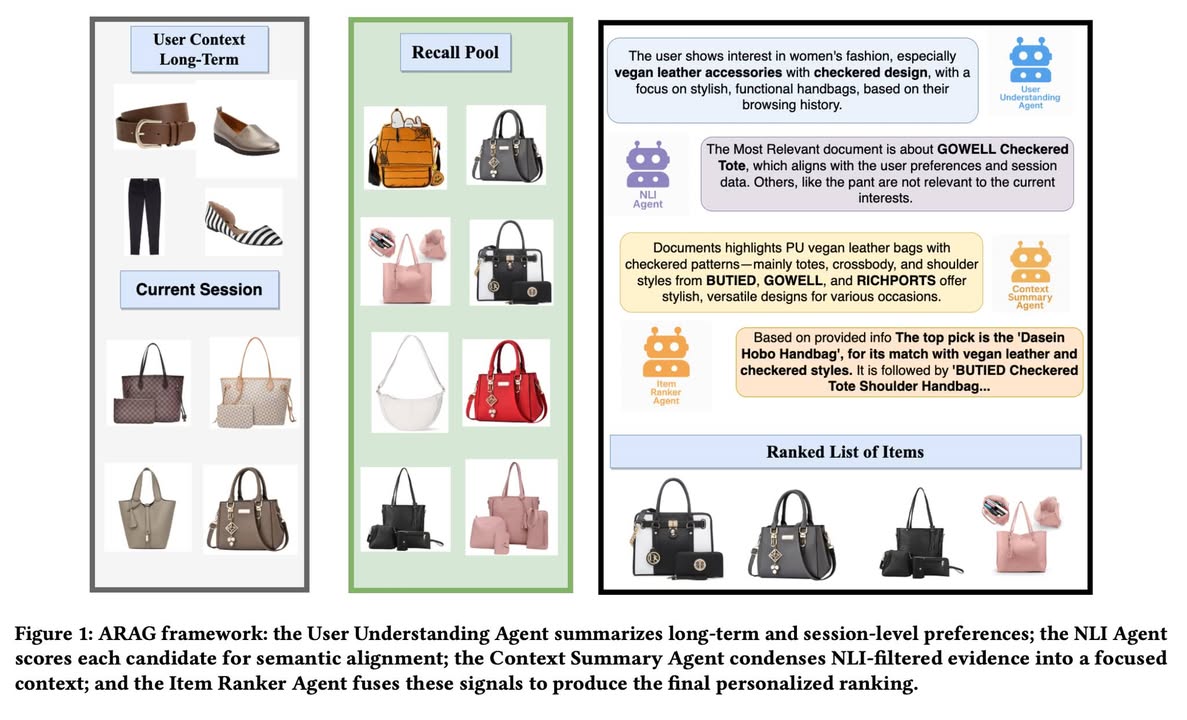 User Context
Long-Term
Current Session
Recall Pool
The user shows interest in women's fashion, especially
vegan leather accessories with checkered design, with a
focus on stylish, functional handbags, based on their
browsing history.
User
Understanding
Agent
NLI
Agent
The Most Relevant document is about GOWELL Checkered
Tote, which aligns with the user preferences and session
data. Others, like the pant are not relevant to the current
interests.
Documents highlights PU vegan leather bags with
checkered patterns—mainly totes, crossbody, and shoulder
styles from BUTIED, GOWELL, and RICHPORTS offer
stylish, versatile designs for various occasions.
Context
Summary
Agent
Item
Ranker
Agent
Based on provided info The top pick is the 'Dasein
Hobo Handbag', for its match with vegan leather and
checkered styles. It is followed by 'BUTIED Checkered
Tote Shoulder Handbag...
Ranked List of Items
Figure 1: ARAG framework: the User Understanding Agent summarizes long-term and session-level preferences; the NLI Agent
scores each candidate for semantic alignment; the Context Summary Agent condenses NLI-filtered evidence into a focused
context; and the Item Ranker Agent fuses these signals to produce the final personalized ranking.